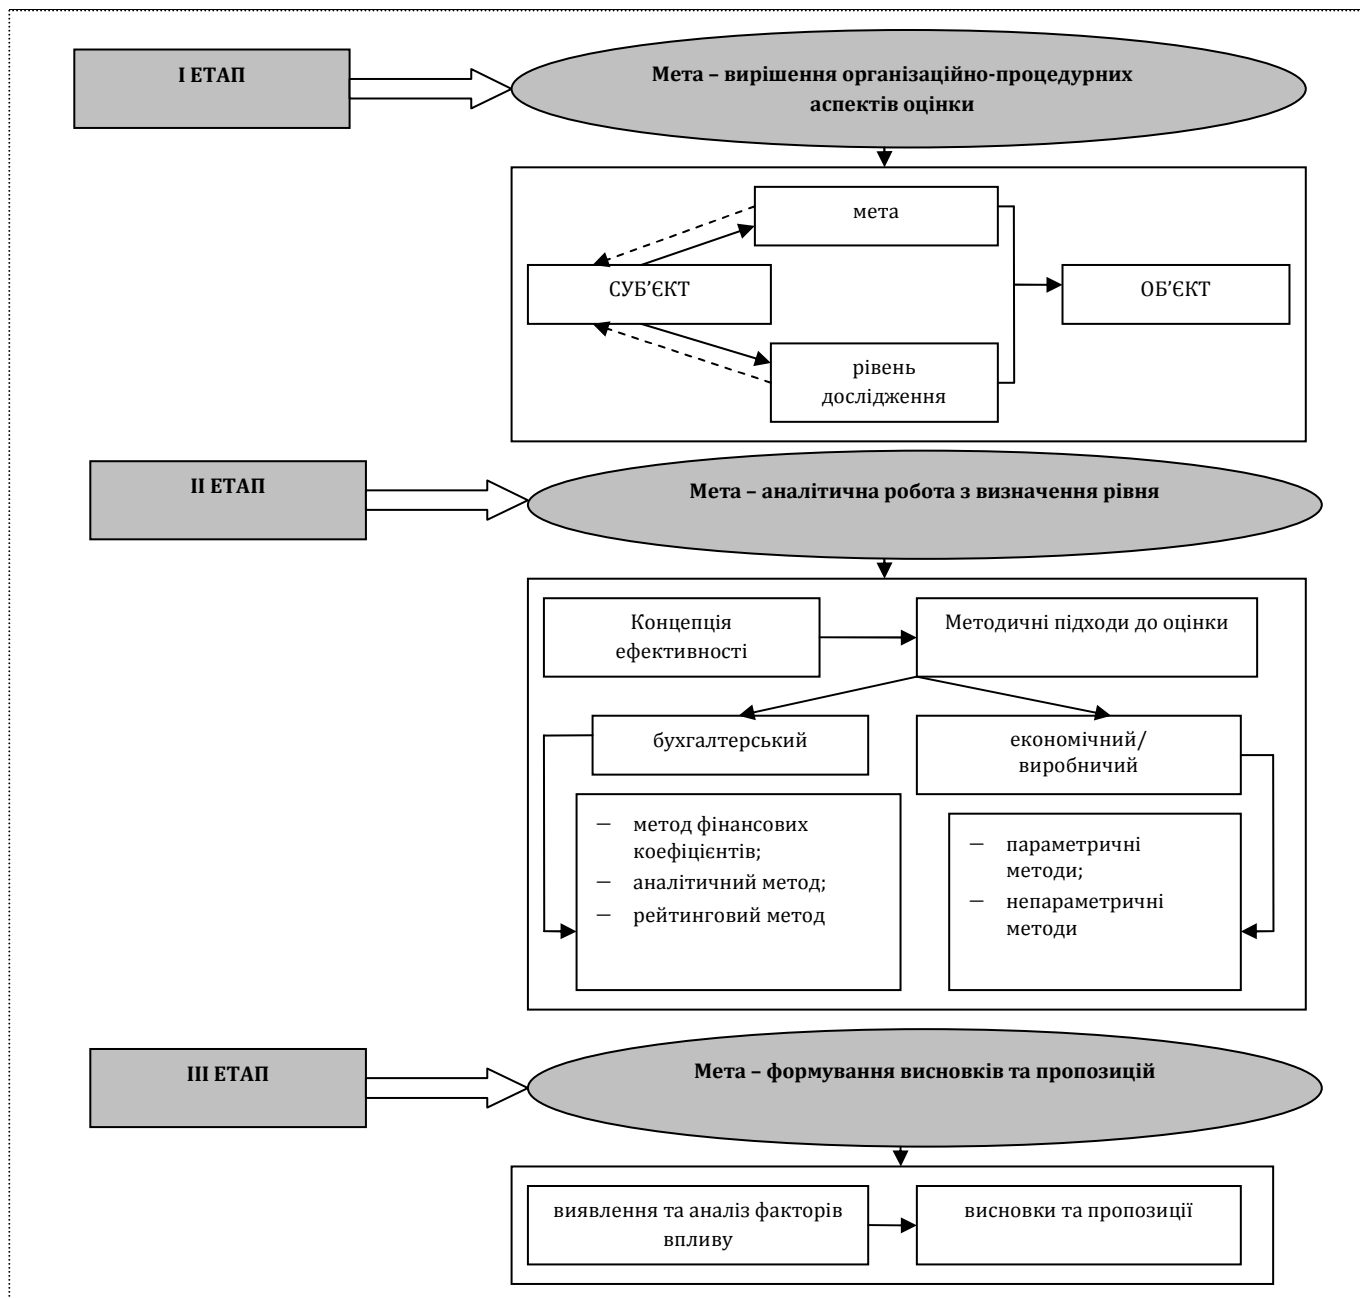 І ЕТАП
Мета – вирішення організаційно-процедурних
аспектів оцінки
мета
СУБ’ЄКТ
ОБ’ЄКТ
рівень
дослідження
ІІ ЕТАП
Мета – аналітична робота з визначення рівня
Концепція
ефективності
Методичні підходи до оцінки
бухгалтерський
економічний/
виробничий
— метод фінансових
коефіцієнтів;
— аналітичний метод;
— рейтинговий метод
— параметричні
методи;
— непараметричні
методи
ІІІ ЕТАП
Мета – формування висновків та пропозицій
виявлення та аналіз факторів
впливу
висновки та пропозиції